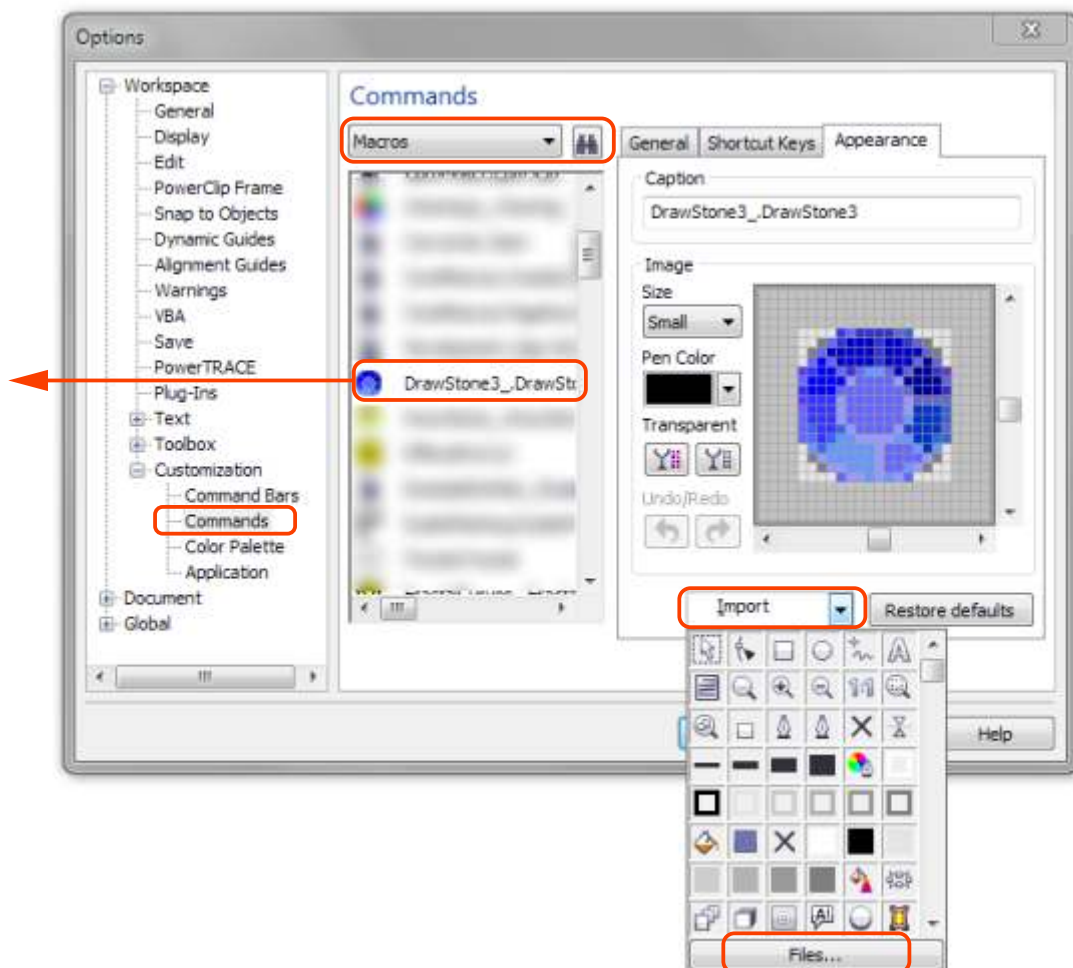 Options
Workspace
General
Display
Edit
PowerClip Frame
Snap to Objects
Dynamic Guides
Alignment Guides
Warnings
VBA
Save
PowerTRACE
Plug-Ins
Text
Toolbox
Customization
Command Bars
Commands
Color Palette
Application
Document
Global
Commands
Macros
DrawStone3_.DrawSto
General
Shortcut Keys
Appearance
Caption
DrawStone3_.DrawStone3
Image
Size
Small
Pen Color
Transparent
Undo/Redo
Import
Restore defaults
Files...
Help